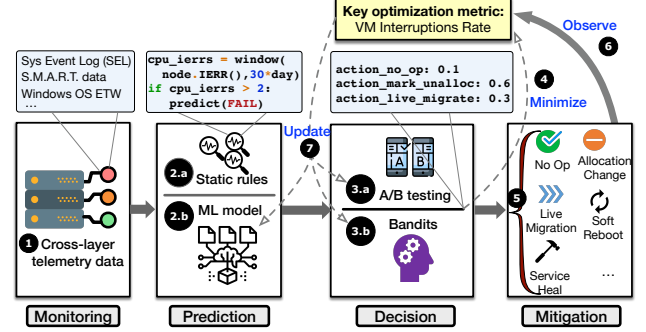 Key optimization metric:
VM Interruptions Rate
Observe
6
Sys Event Log (SEL)
S.M.A.R.T. data
Windows OS ETW
...
cpu_ierrs = window(
node.IERR(),30*day)
if cpu_ierrs > 2:
predict(FAIL)
action_no_op: 0.1
action_mark_unalloc: 0.6
action_live_migrate: 0.3
4
Minimize
Update
7
1
Cross-layer
telemetry data
2.a
Static rules
2.b
ML model
A
B
3.a
A/B testing
3.b
Bandits
5
No Op
Allocation
Change
Live
Migration
Soft
Reboot
Service
Heal
...
Monitoring
Prediction
Decision
Mitigation